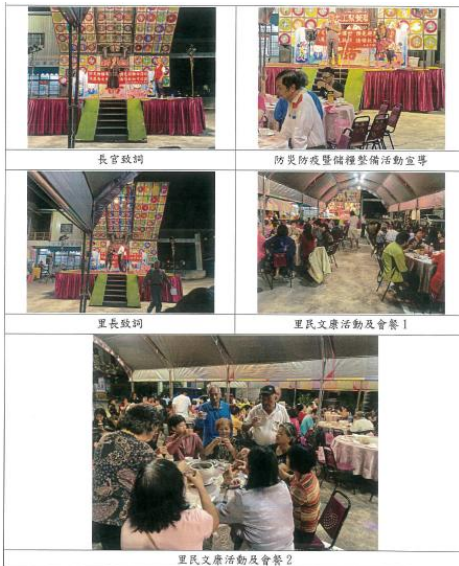 長官致詞
防災防疫暨儲糧整備活動宣導
里長致詞
里民文康活動及會餐1
里民文康活動及會餐2